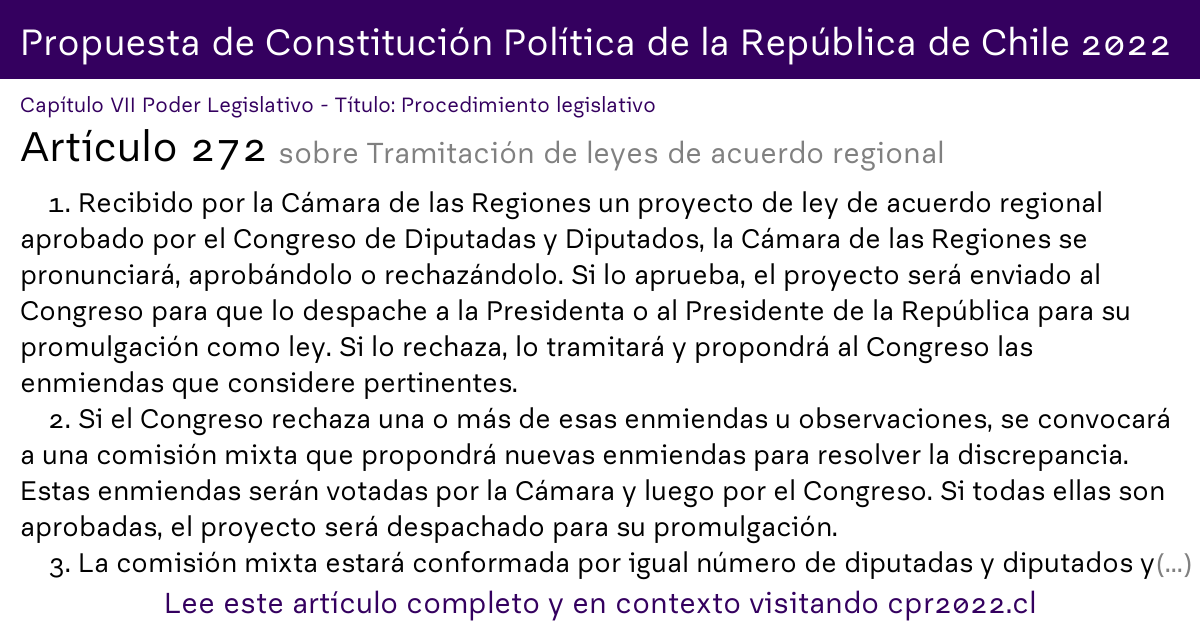 Propuesta de Constitución Política de la República de Chile 2022
Capítulo VII Poder Legislativo - Título: Procedimiento legislativo
Artículo 272 sobre Tramitación de leyes de acuerdo regional
1. Recibido por la Cámara de las Regiones un proyecto de ley de acuerdo regional
aprobado por el Congreso de Diputadas y Diputados, la Cámara de las Regiones se
pronunciará, aprobándolo o rechazándolo. Si lo aprueba, el proyecto será enviado al
Congreso para que lo despache a la Presidenta o al Presidente de la República para su
promulgación como ley. Si lo rechaza, lo tramitará y propondrá al Congreso las
enmiendas que considere pertinentes.
2. Si el Congreso rechaza una o más de esas enmiendas u observaciones, se convocará
a una comisión mixta que propondrá nuevas enmiendas para resolver la discrepancia.
Estas enmiendas serán votadas por la Cámara y luego por el Congreso. Si todas ellas son
aprobadas, el proyecto será despachado para su promulgación.
3. La comisión mixta estará conformada por igual número de diputadas y diputados y(...)
Lee este artículo completo y en contexto visitando cpr2022.cl